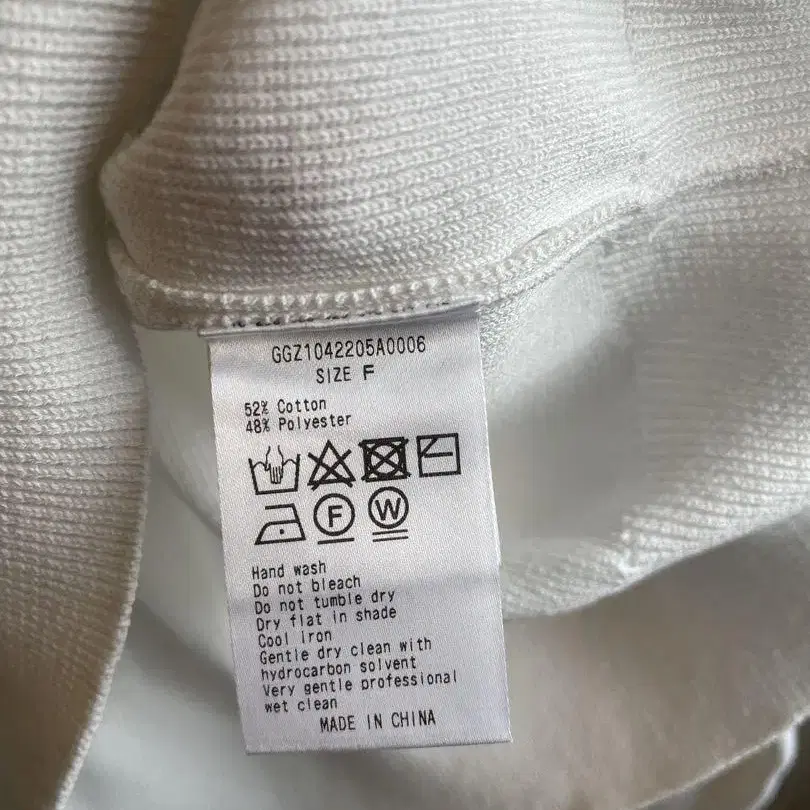 GGZ1042205A0006
SIZE F
52% Cotton
48% Polyester
F W
Hand wash
Do not bleach
Do not tumble dry
Dry flat in shade
Cool iron
Gentle dry clean with
hydrocarbon solvent
Very gentle professional
wet clean
MADE IN CHINA